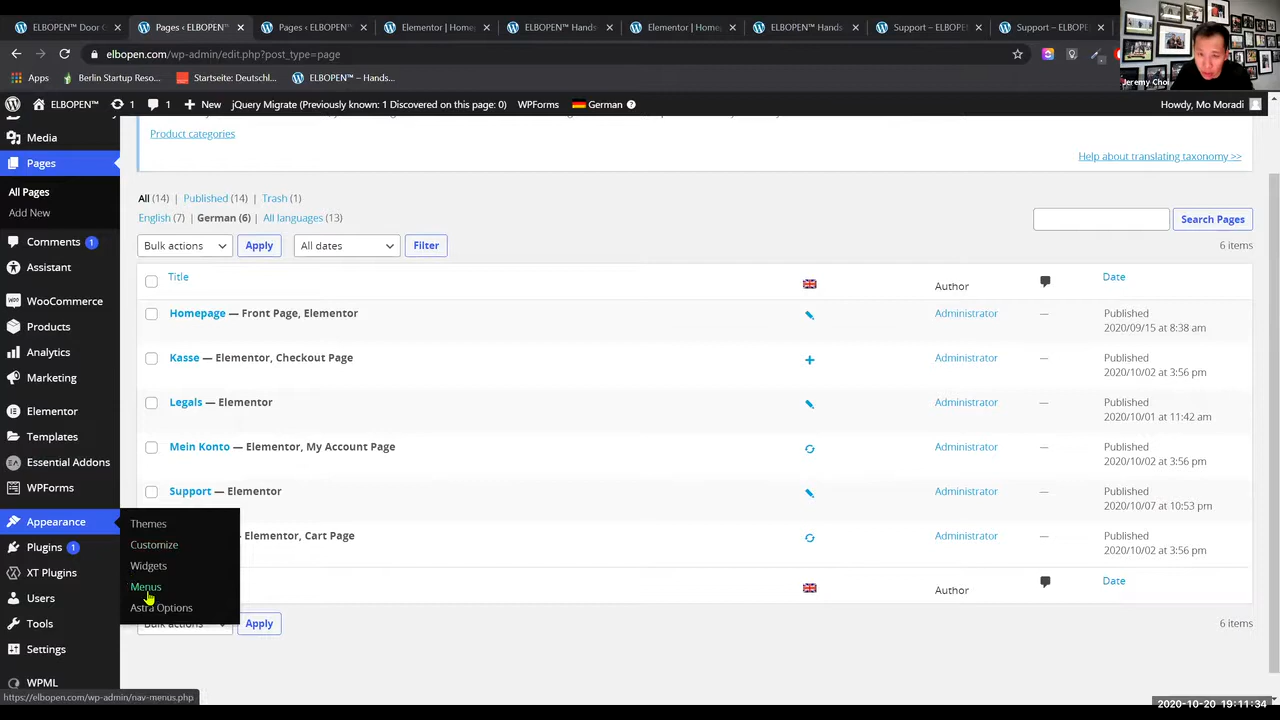 ELBOPEN™ Door G
Pages ‹ ELBOPEN
Pages ‹ ELBOPEN™
Elementor | Home
ELBOPEN™ – Hands
Elementor | Home
ELBOPEN™ – Hands
Support – ELBOPE
Support – ELBOPE
elbopen.com/wp-admin/edit.php?post_type=page
Apps
Berlin Startup Reso...
Startseite: Deutschl...
ELBOPEN™ – Hands...
Jeremy Choi
ELBOPEN™
1
1
New
jQuery Migrate (Previously known: 1 Discovered on this page: 0)
WPForms
German
Howdy, Mo Moradi
Media
Pages
All Pages
Add New
Comments 1
Assistant
WooCommerce
Products
Analytics
Marketing
Elementor
Templates
Essential Addons
WPForms
Appearance
Plugins 1
XT Plugins
Users
Tools
Settings
WPML
Themes
Customize
Widgets
Menus
Astra Options
Product categories
Help about translating taxonomy >>
All (14) | Published (14) | Trash (1)
English (7) | German (6) | All languages (13)
Search Pages
Bulk actions
Apply
All dates
Filter
6 items
Title
Author
Date
Homepage — Front Page, Elementor
Administrator
—
Published
2020/09/15 at 8:38 am
Kasse — Elementor, Checkout Page
Administrator
—
Published
2020/10/02 at 3:56 pm
Legals — Elementor
Administrator
—
Published
2020/10/01 at 11:42 am
Mein Konto — Elementor, My Account Page
Administrator
—
Published
2020/10/02 at 3:56 pm
Support — Elementor
Administrator
—
Published
2020/10/07 at 10:53 pm
Elementor, Cart Page
Administrator
—
Published
2020/10/02 at 3:56 pm
Author
Date
Bulk actions
Apply
6 items
https://elbopen.com/wp-admin/nav-menus.php
2020-10-20 19:11:34